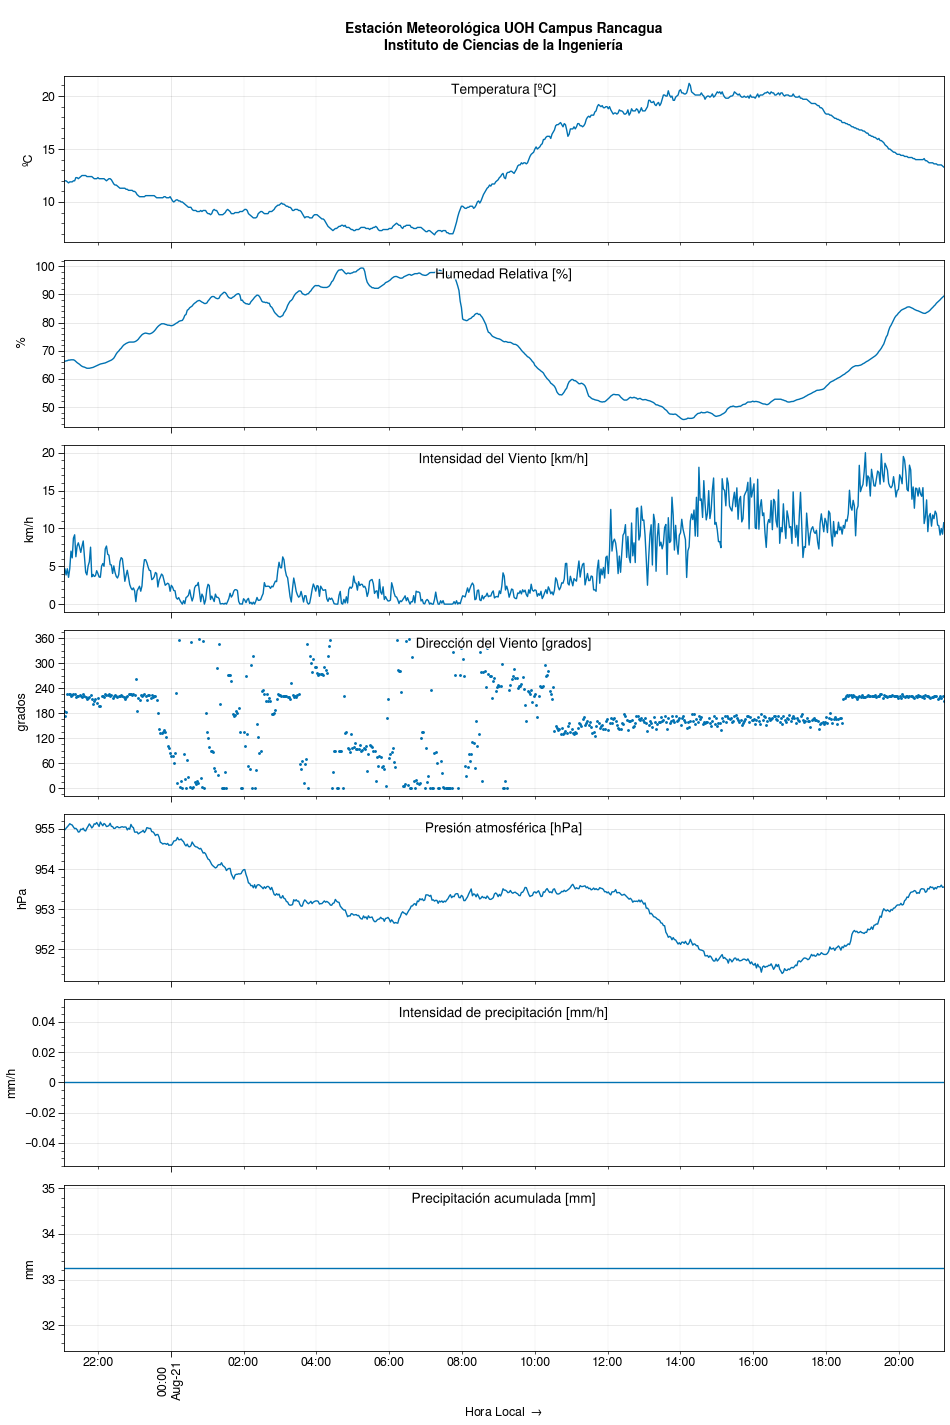 Estación Meteorológica UOH Campus Rancagua
Instituto de Ciencias de la Ingeniería
Temperatura [ºC]
ºC
20
15
10
Humedad Relativa [%]
%
100
90
80
70
60
50
Intensidad del Viento [km/h]
km/h
20
15
10
5
0
Dirección del Viento [grados]
grados
360
300
240
180
120
60
0
Presión atmosférica [hPa]
hPa
955
954
953
952
Intensidad de precipitación [mm/h]
mm/h
0.04
0.02
0
−0.02
−0.04
Precipitación acumulada [mm]
mm
35
34
33
32
22:00
00:00
Aug-21
02:00
04:00
06:00
08:00
10:00
12:00
14:00
16:00
18:00
20:00
Hora Local →